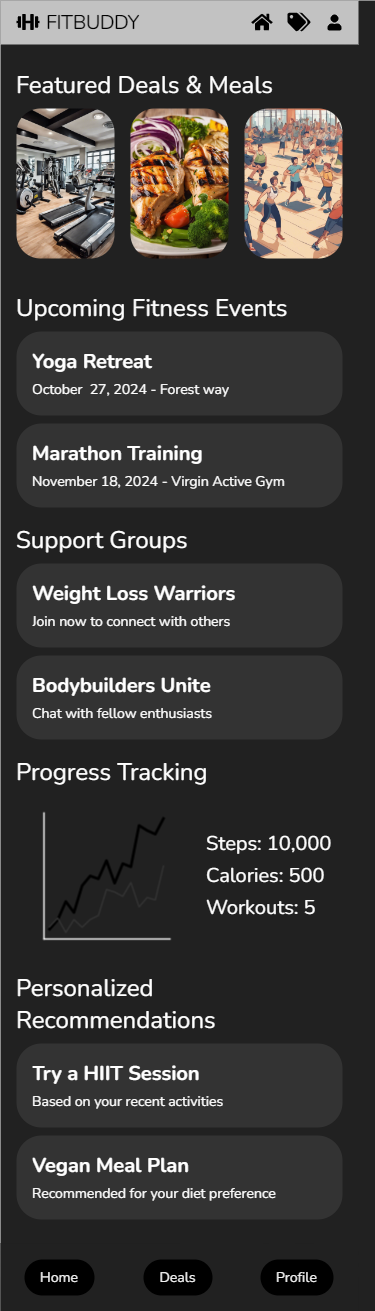 FITBUDDY
Featured Deals & Meals
Upcoming Fitness Events
Yoga Retreat
October  27, 2024 - Forest way
Marathon Training
November 18, 2024 - Virgin Active Gym
Support Groups
Weight Loss Warriors
Join now to connect with others
Bodybuilders Unite
Chat with fellow enthusiasts
Progress Tracking
Steps: 10,000
Calories: 500
Workouts: 5
Personalized
Recommendations
Try a HIIT Session
Based on your recent activities
Vegan Meal Plan
Recommended for your diet preference
Home
Deals
Profile